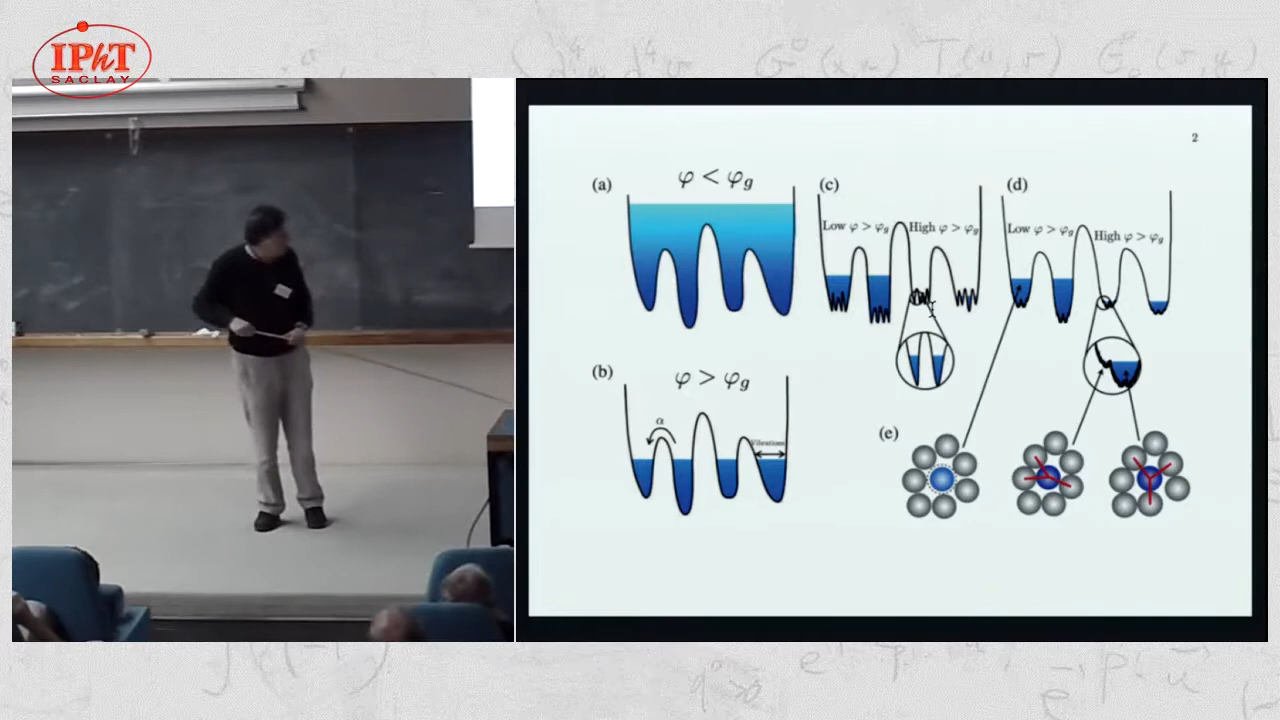 IPhT
SACLAY
2
(a)
φ < φg
(c)
Low φ > φg
High φ > φg
(d)
Low φ > φg
High φ > φg
(b)
φ > φg
α
Vibrations
(e)